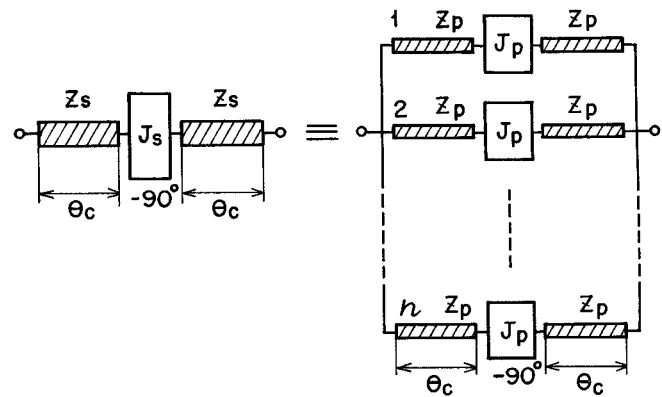 Zs Zs
Js
-90°
θc θc
≡
1 Zp Jp Zp
2 Zp Jp Zp
n Zp Jp Zp
-90°
θc θc